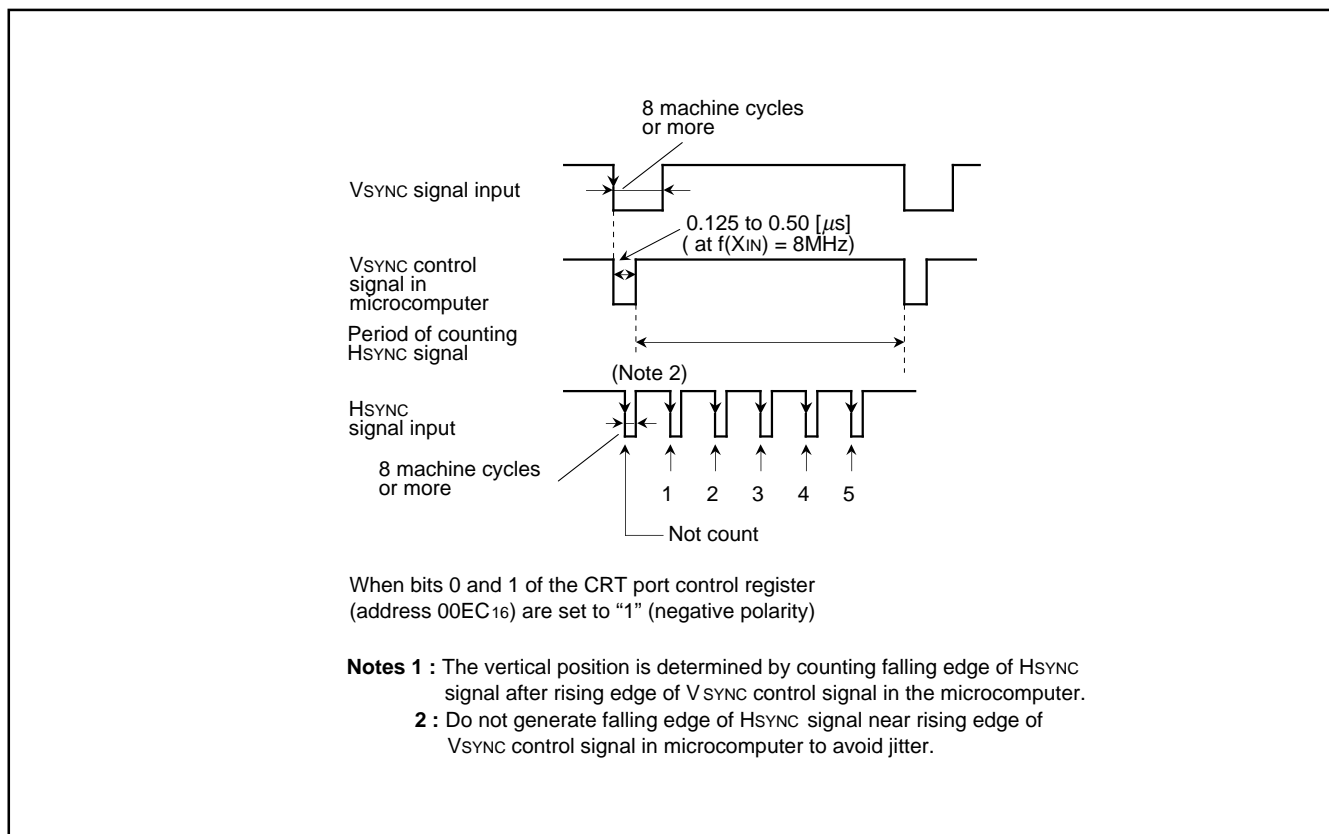 8 machine cycles
or more
VSYNC signal input
0.125 to 0.50 [μs]
( at f(XIN) = 8MHz)
VSYNC control
signal in
microcomputer
Period of counting
HSYNC signal
(Note 2)
HSYNC
signal input
8 machine cycles
or more
1 2 3 4 5
Not count
When bits 0 and 1 of the CRT port control register
(address 00EC16) are set to “1” (negative polarity)
Notes 1 : The vertical position is determined by counting falling edge of HSYNC
signal after rising edge of VSYNC control signal in the microcomputer.
2 : Do not generate falling edge of HSYNC signal near rising edge of
VSYNC control signal in microcomputer to avoid jitter.